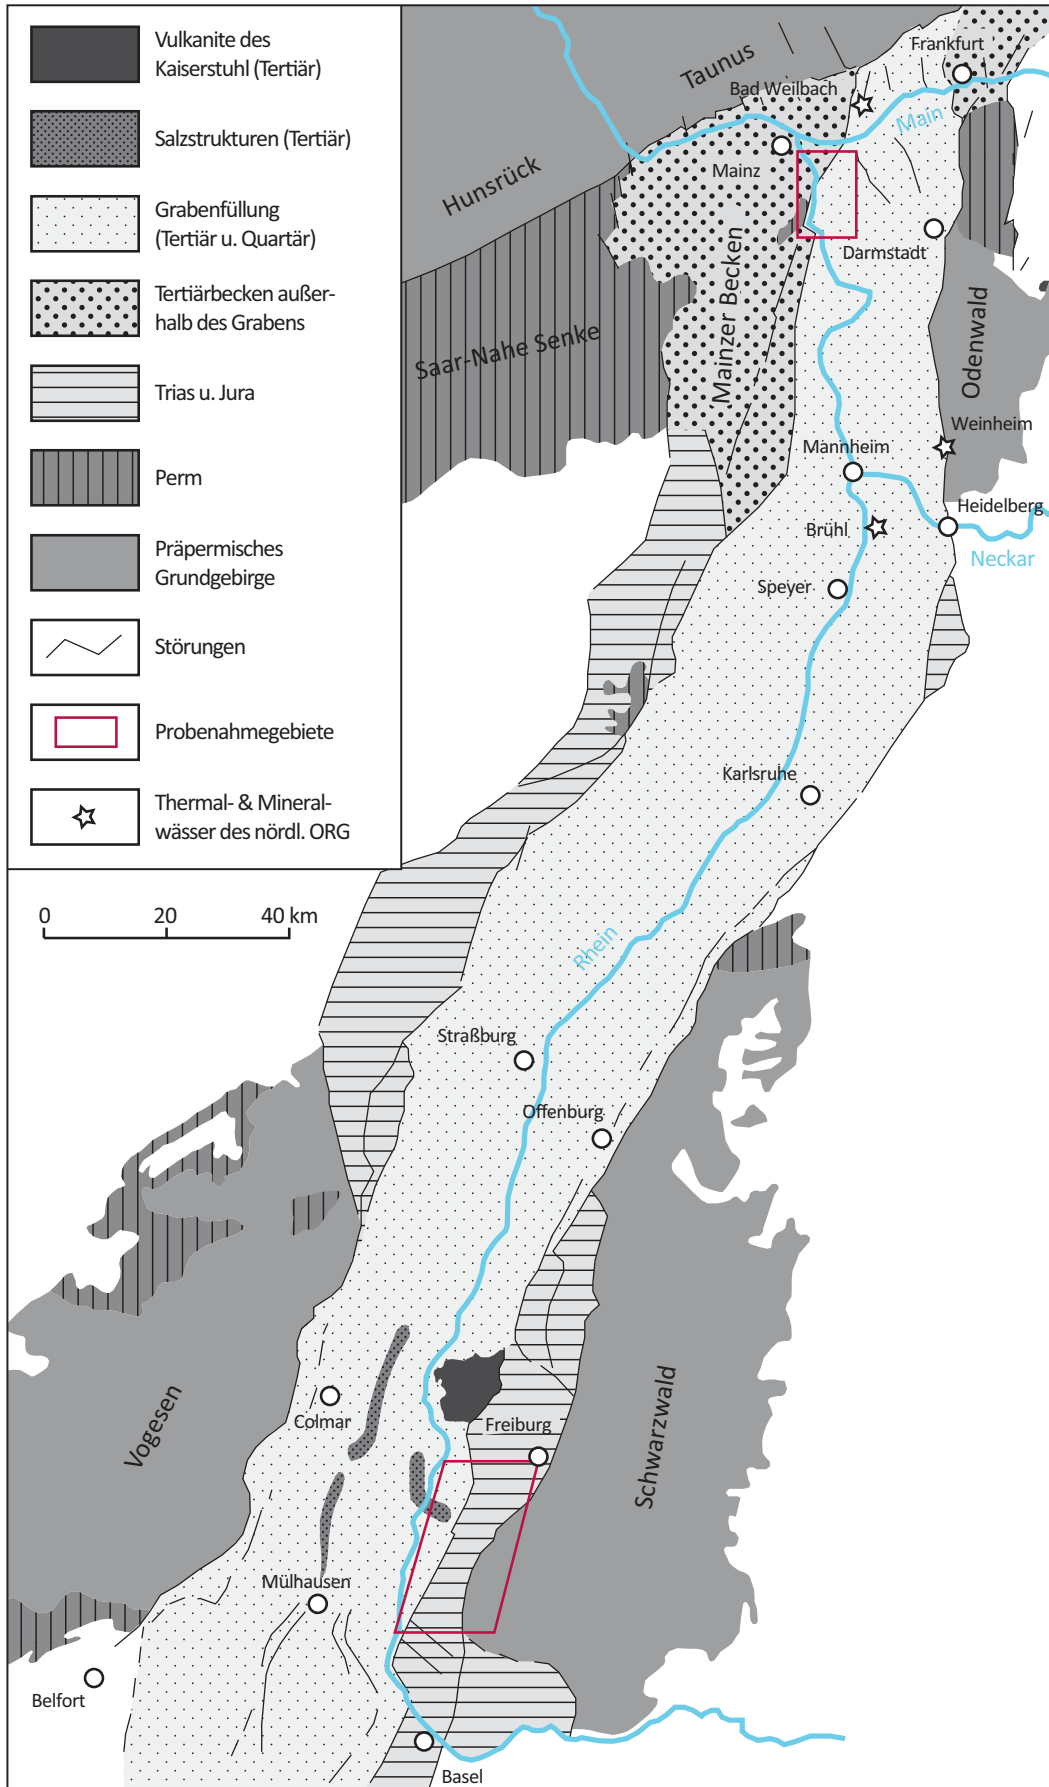 Vulkanite des
Kaiserstuhl (Tertiär)
Salzstrukturen (Tertiär)
Grabenfüllung
(Tertiär u. Quartär)
Tertiärbecken außer-
halb des Grabens
Trias u. Jura
Perm
Präpermisches
Grundgebirge
Störungen
Probenahmegebiete
Thermal- & Mineral-
wässer des nördl. ORG
0 20 40 km
Taunus
Frankfurt
Bad Weilbach
Main
Mainz
Hunsrück
Darmstadt
Mainzer Becken
Saar-Nahe Senke
Odenwald
Weinheim
Mannheim
Heidelberg
Brühl
Neckar
Speyer
Karlsruhe
Rhein
Straßburg
Offenburg
Vogesen
Colmar
Freiburg
Schwarzwald
Mülhausen
Belfort
Basel